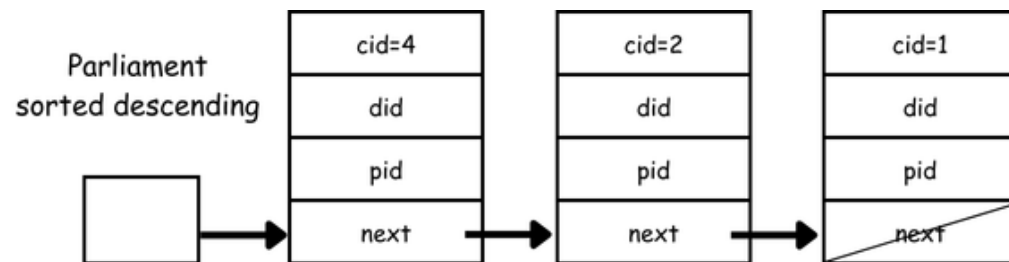 Parliament
sorted descending
cid=4
did
pid
next
cid=2
did
pid
next
cid=1
did
pid
next